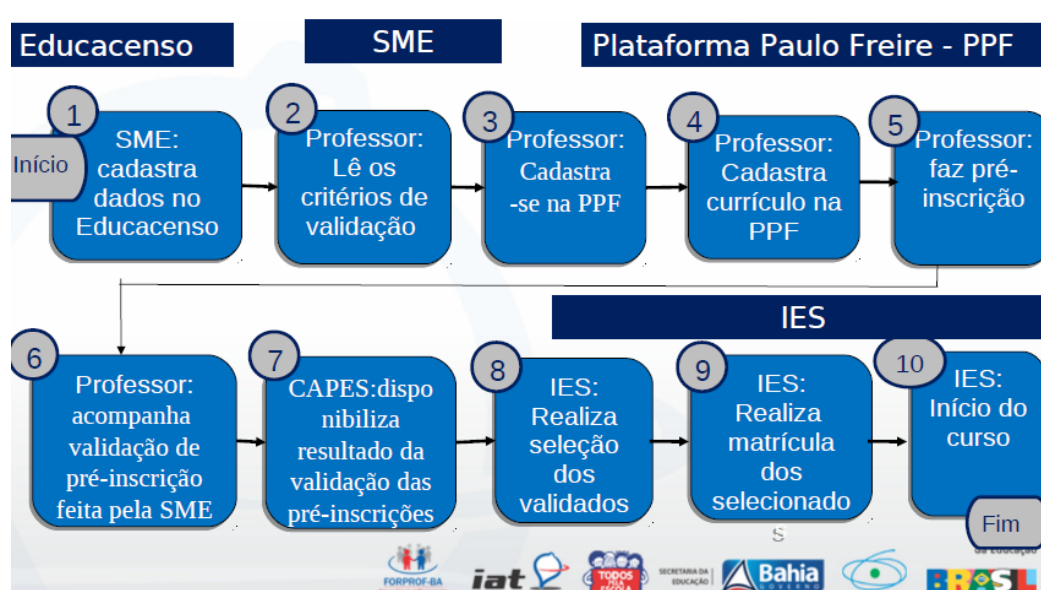 Educacenso
SME
Plataforma Paulo Freire - PPF
Início
1
SME:
cadastra
dados no
Educacenso
2
Professor:
Lê os
critérios de
validação
3
Professor:
Cadastra
-se na PPF
4
Professor:
Cadastra
currículo na
PPF
5
Professor:
faz pré-
inscrição
IES
6
Professor:
acompanha
validação de
pré-inscrição
feita pela SME
7
CAPES:dispo
nibiliza
resultado da
validação das
pré-inscrições
8
IES:
Realiza
seleção
dos
validados
9
IES:
Realiza
matrícula
dos
selecionado
s
10
IES:
Início do
curso
Fim
FORPROF-BA
iat
TODOS
PELA
ESCOLA
SECRETARIA DA
EDUCAÇÃO
Bahia
GOVERNO
da Educação
BRASIL